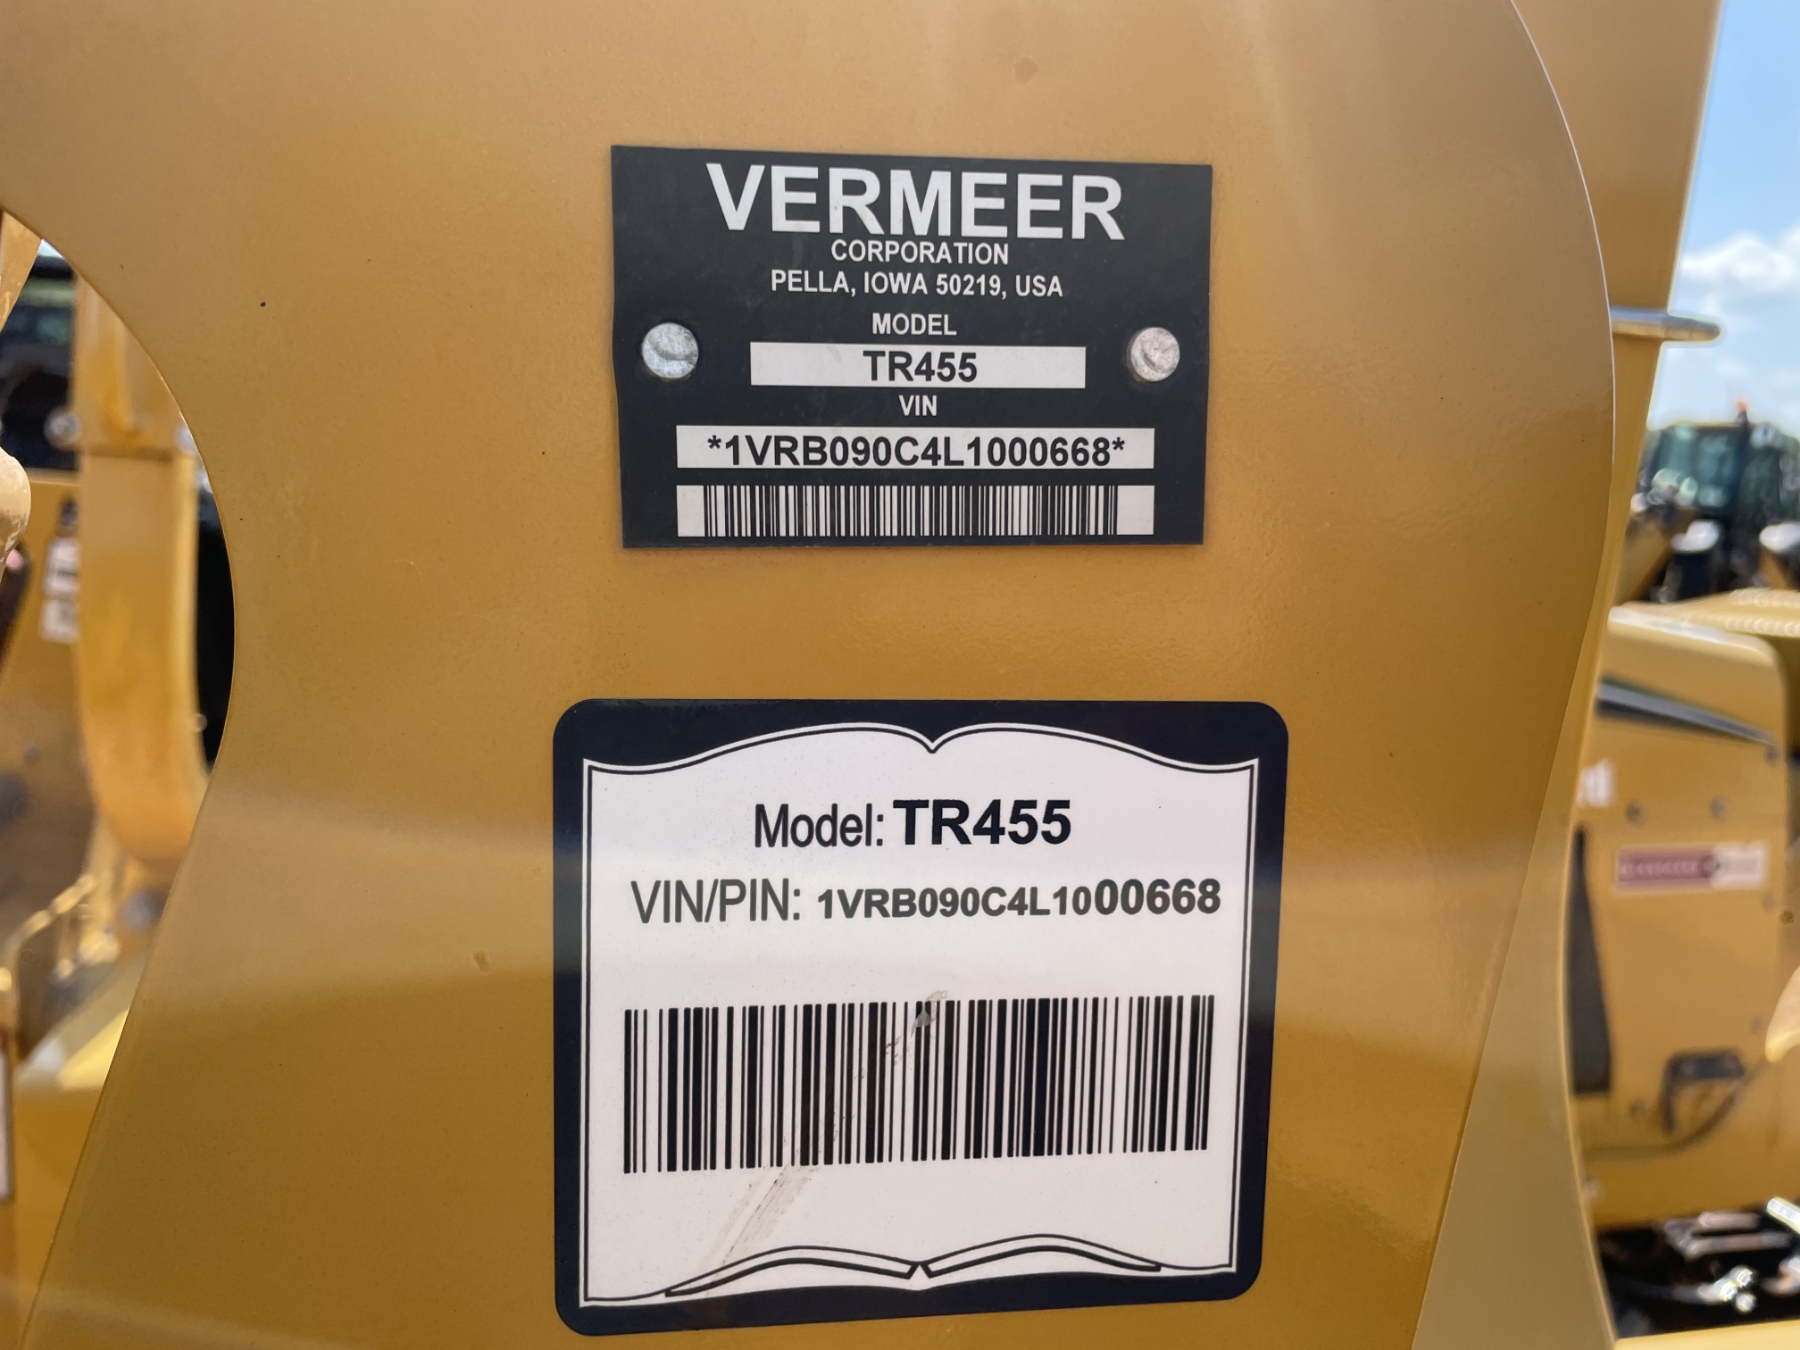 VERMEER
CORPORATION
PELLA, IOWA 50219, USA
MODEL
TR455
VIN
*1VRB090C4L1000668*
Model: TR455
VIN/PIN: 1VRB090C4L1000668